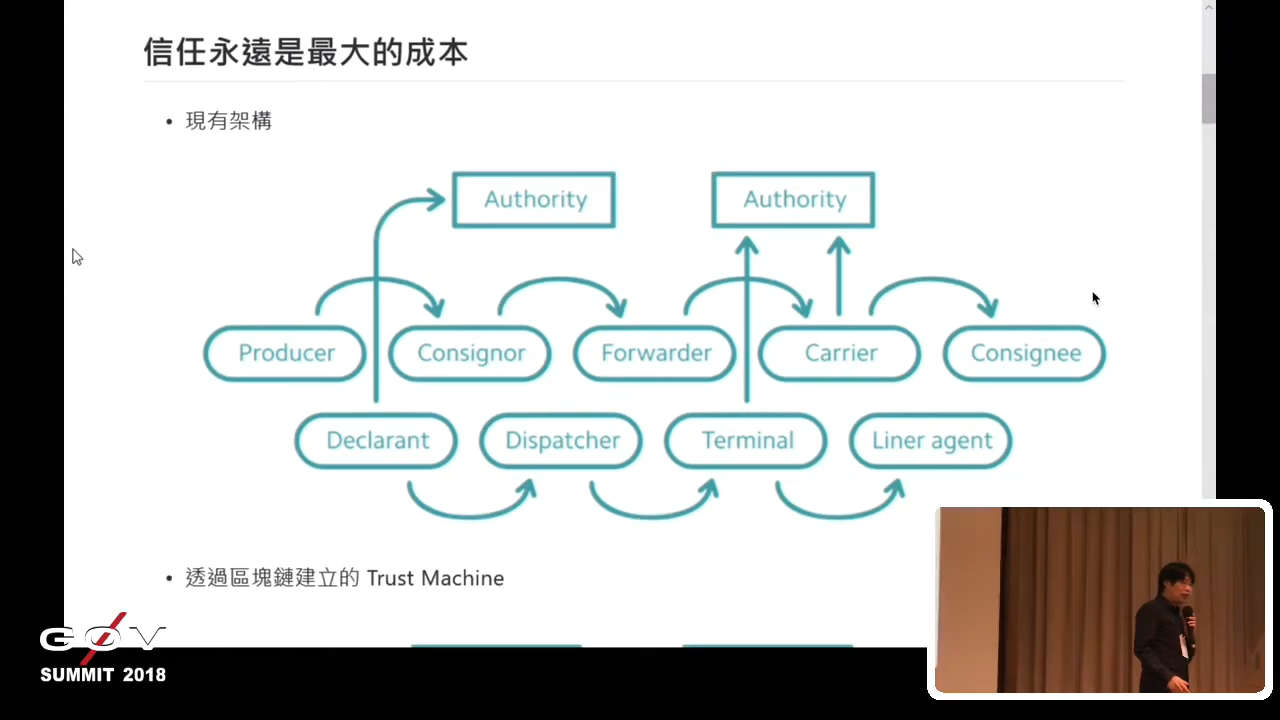 信任永遠是最大的成本
• 現有架構
Authority Authority
Producer Consignor Forwarder Carrier Consignee
Declarant Dispatcher Terminal Liner agent
• 透過區塊鏈建立的 Trust Machine
G0V
SUMMIT 2018